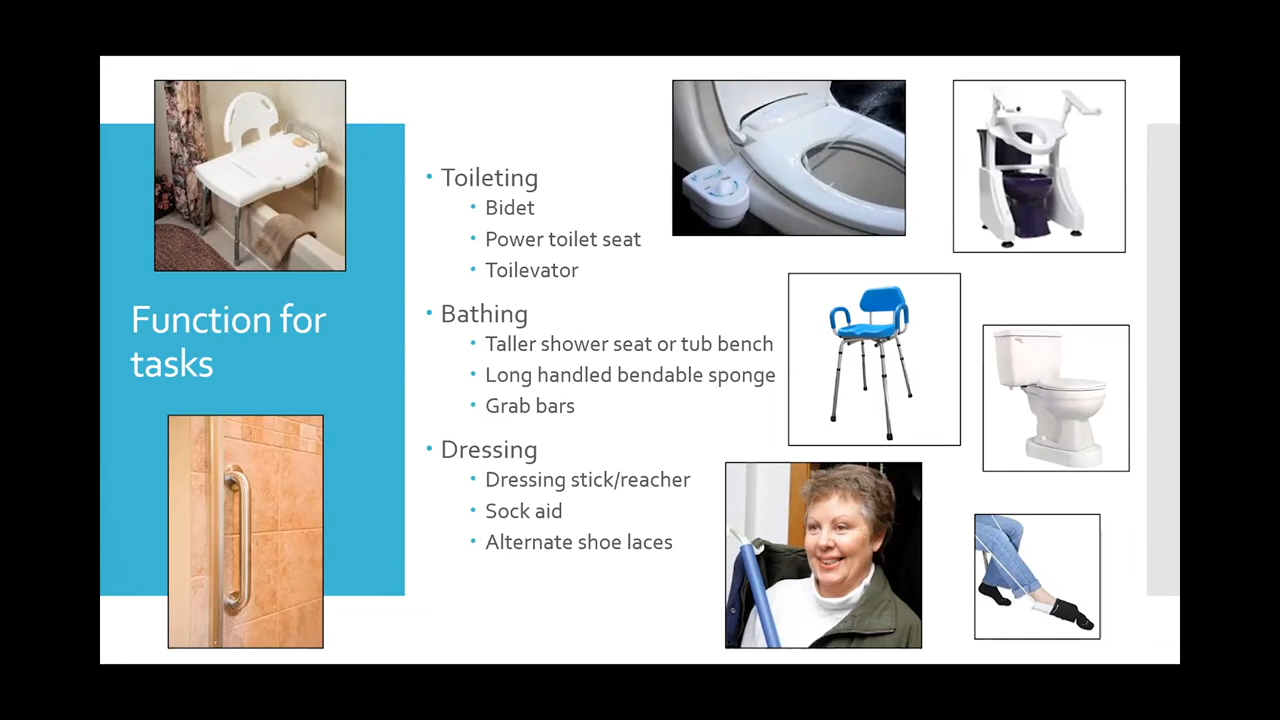 Function for
tasks
• Toileting
• Bidet
• Power toilet seat
• Toilevator
• Bathing
• Taller shower seat or tub bench
• Long handled bendable sponge
• Grab bars
• Dressing
• Dressing stick/reacher
• Sock aid
• Alternate shoe laces